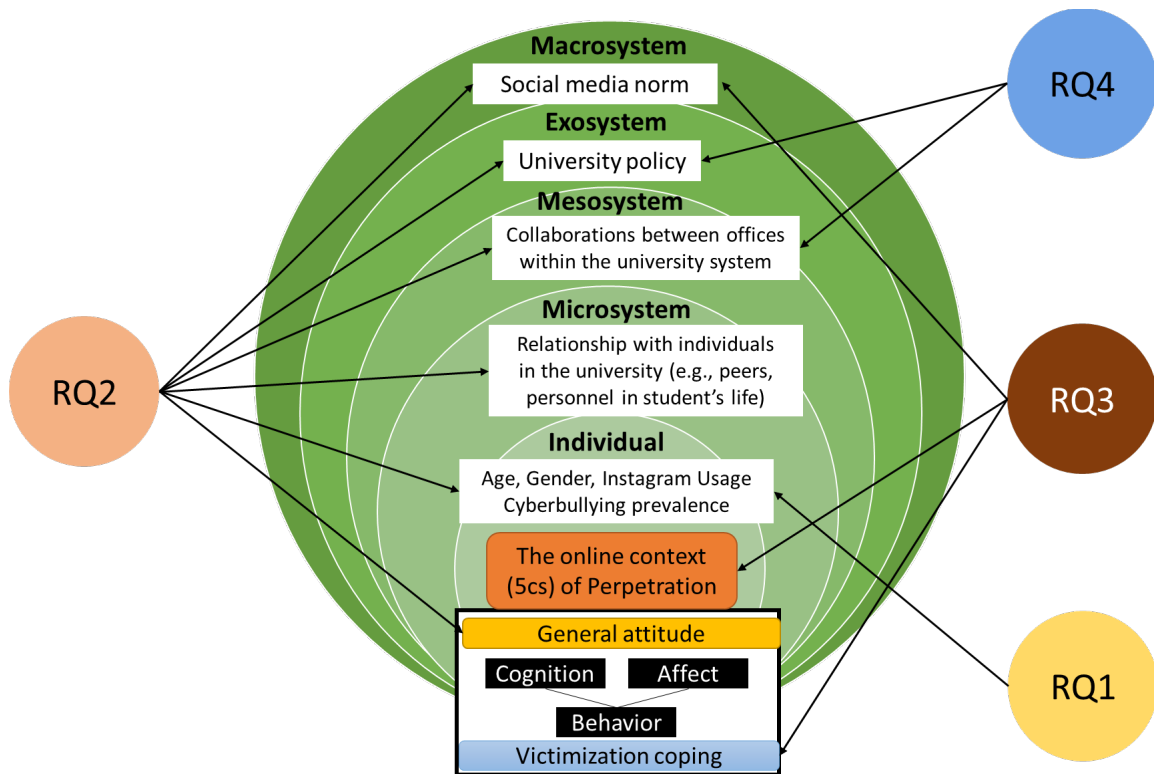 Macrosystem
Social media norm
Exosystem
University policy
Mesosystem
Collaborations between offices
within the university system
Microsystem
Relationship with individuals
in the university (e.g., peers,
personnel in student’s life)
Individual
Age, Gender, Instagram Usage
Cyberbullying prevalence
The online context
(5cs) of Perpetration
General attitude
Cognition
Affect
Behavior
Victimization coping
RQ2
RQ4
RQ3
RQ1